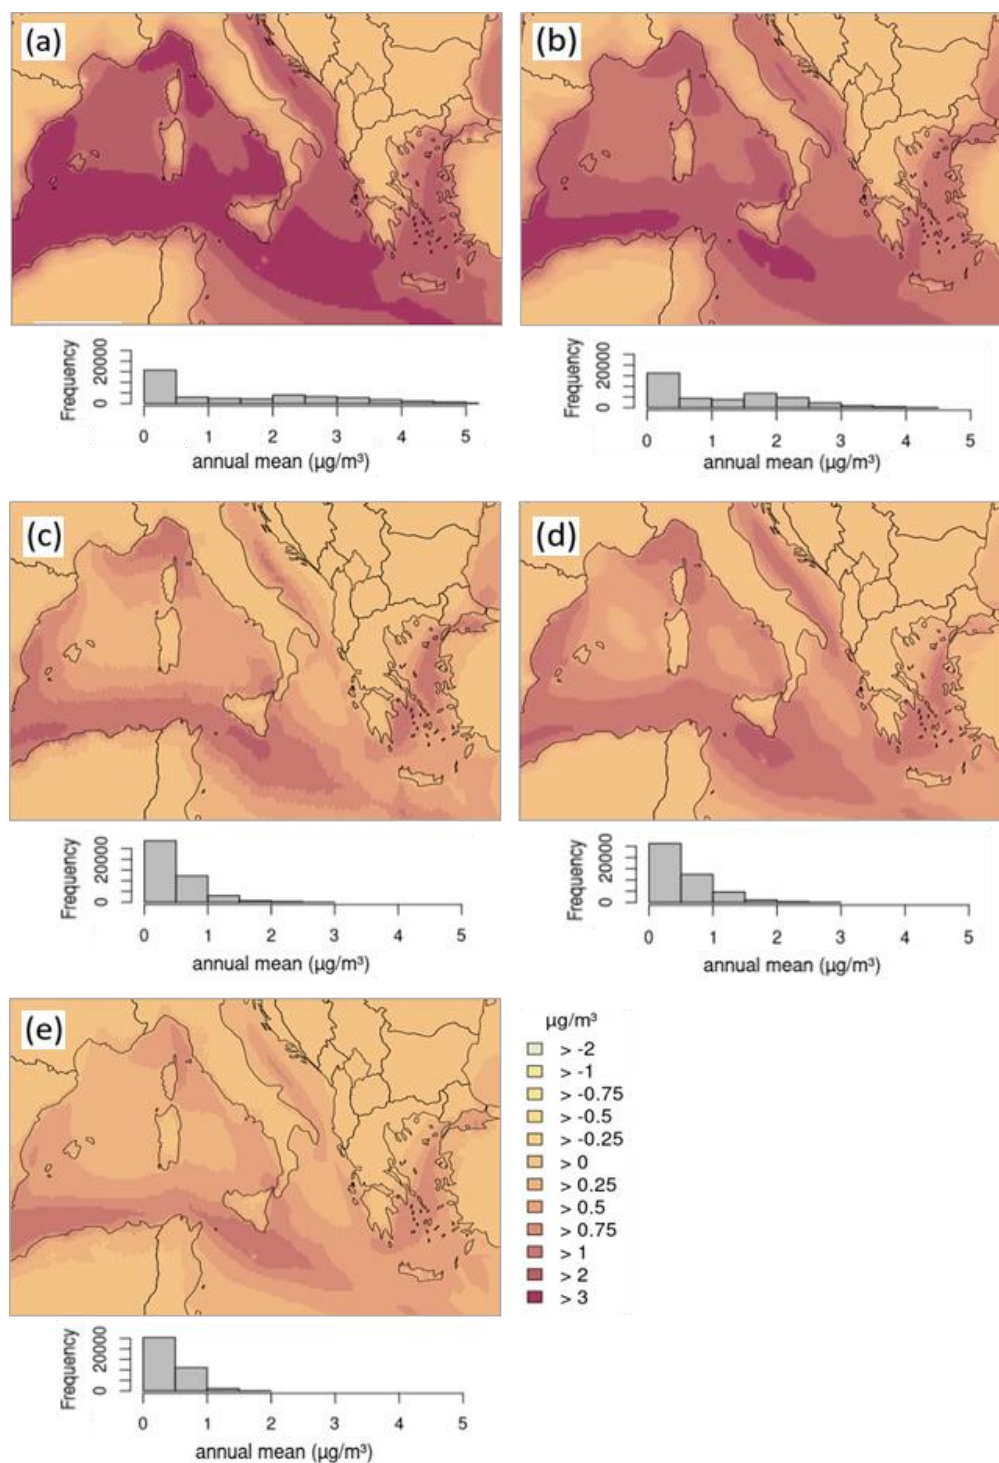 (a)
(b)
Frequency
0 20000
0 1 2 3 4 5
annual mean (µg/m³)
Frequency
0 20000
0 1 2 3 4 5
annual mean (µg/m³)
(c)
(d)
Frequency
0 20000
0 1 2 3 4 5
annual mean (µg/m³)
Frequency
0 20000
0 1 2 3 4 5
annual mean (µg/m³)
(e)
µg/m³
> -2
> -1
> -0.75
> -0.5
> -0.25
> 0
> 0.25
> 0.5
> 0.75
> 1
> 2
> 3
Frequency
0 20000
0 1 2 3 4 5
annual mean (µg/m³)